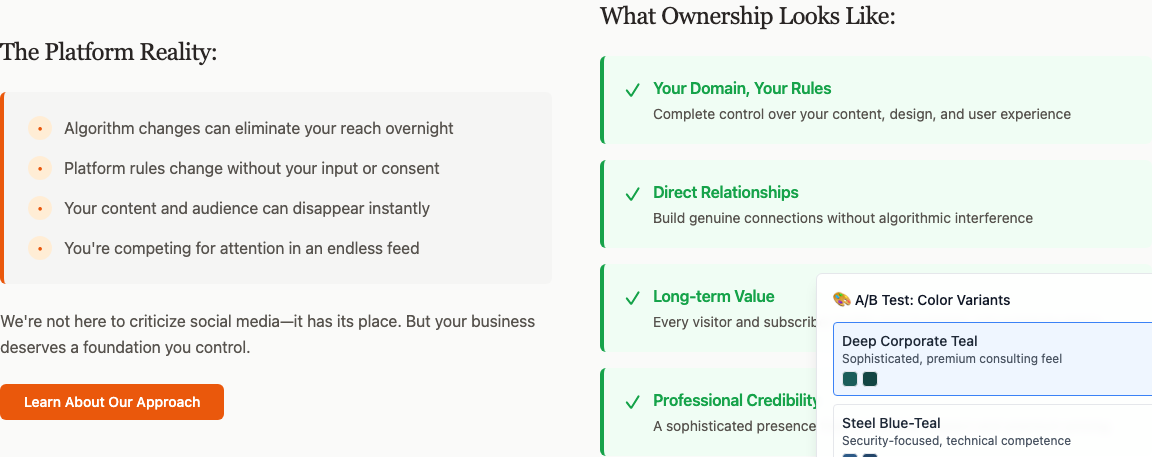 The Platform Reality:
Algorithm changes can eliminate your reach overnight
Platform rules change without your input or consent
Your content and audience can disappear instantly
You're competing for attention in an endless feed
We're not here to criticize social media—it has its place. But your business
deserves a foundation you control.
Learn About Our Approach
What Ownership Looks Like:
Your Domain, Your Rules
Complete control over your content, design, and user experience
Direct Relationships
Build genuine connections without algorithmic interference
Long-term Value
Every visitor and
Professional Credibility
A sophisticated presence
🎨 A/B Test: Color Variants
Deep Corporate Teal
Sophisticated, premium consulting feel
Steel Blue-Teal
Security-focused, technical competence